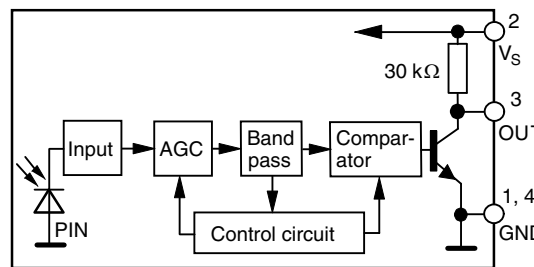 2
V_S
30 kΩ
3
OUT
Input
AGC
Band
pass
Compar-
ator
1, 4
GND
PIN
Control circuit